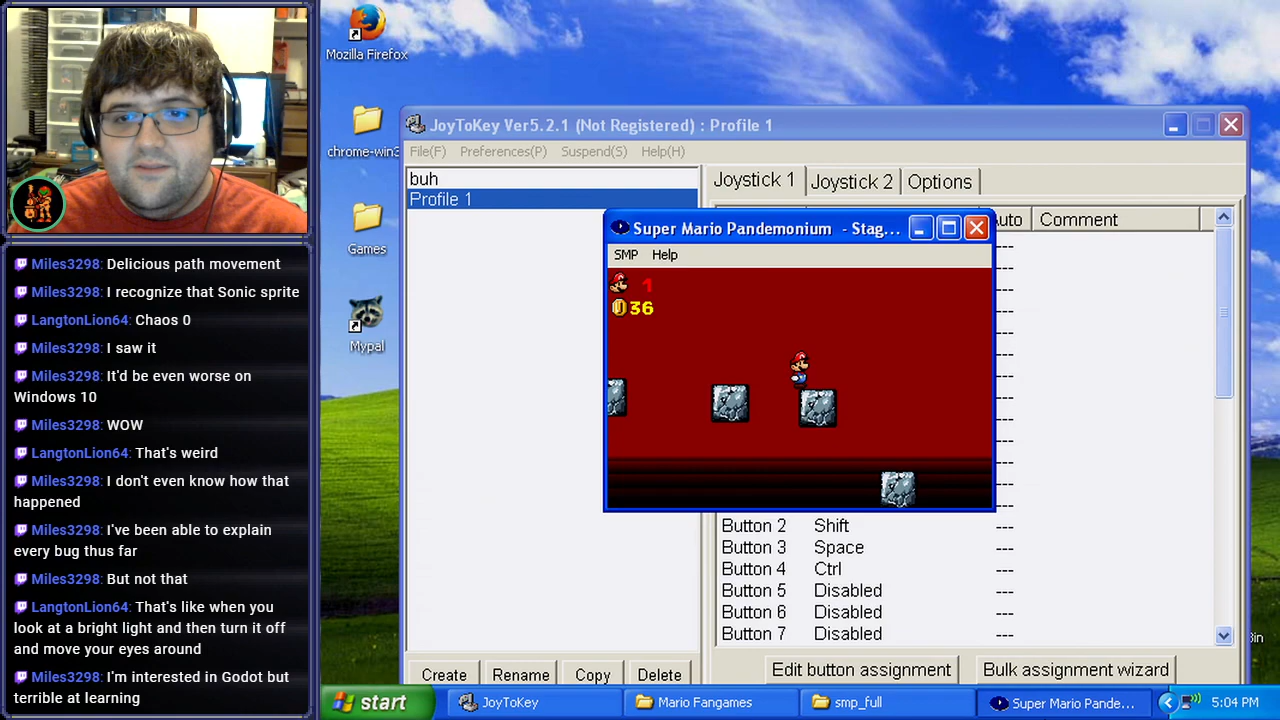 Miles3298: Delicious path movement
Miles3298: I recognize that Sonic sprite
LangtonLion64: Chaos 0
Miles3298: I saw it
Miles3298: It'd be even worse on
Windows 10
Miles3298: WOW
LangtonLion64: That's weird
Miles3298: I don't even know how that
happened
Miles3298: I've been able to explain
every bug thus far
Miles3298: But not that
LangtonLion64: That's like when you
look at a bright light and then turn it off
and move your eyes around
Miles3298: I'm interested in Godot but
terrible at learning
Mozilla Firefox
chrome-win3
Games
Mypal
JoyToKey Ver5.2.1 (Not Registered) : Profile 1
File(F) Preferences(P) Suspend(S) Help(H)
buh
Profile 1
Joystick 1 Joystick 2 Options
Auto Comment
Super Mario Pandemonium - Stag...
SMP Help
1
36
---
---
---
---
---
---
---
---
---
---
---
---
---
Button 2 Shift ---
Button 3 Space ---
Button 4 Ctrl ---
Button 5 Disabled ---
Button 6 Disabled ---
Button 7 Disabled ---
Create Rename Copy Delete
Edit button assignment Bulk assignment wizard
Bin
start JoyToKey Mario Fangames smp_full Super Mario Pande... 5:04 PM